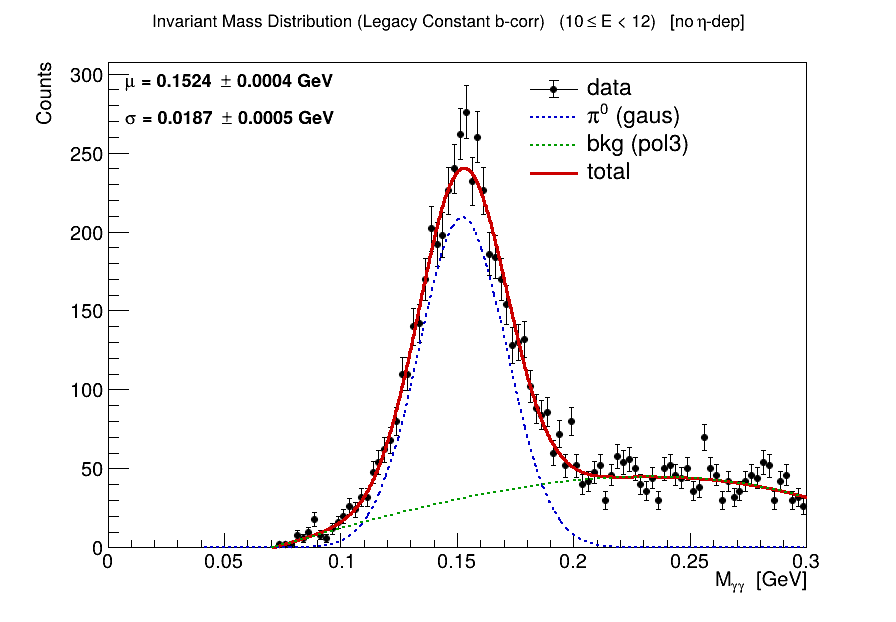 Invariant Mass Distribution (Legacy Constant b-corr) (10 ≤ E < 12) [no η-dep]
Counts
μ = 0.1524 ± 0.0004 GeV
σ = 0.0187 ± 0.0005 GeV
data
π⁰ (gaus)
bkg (pol3)
total
300
250
200
150
100
50
0
0 0.05 0.1 0.15 0.2 0.25 0.3
Mγγ [GeV]